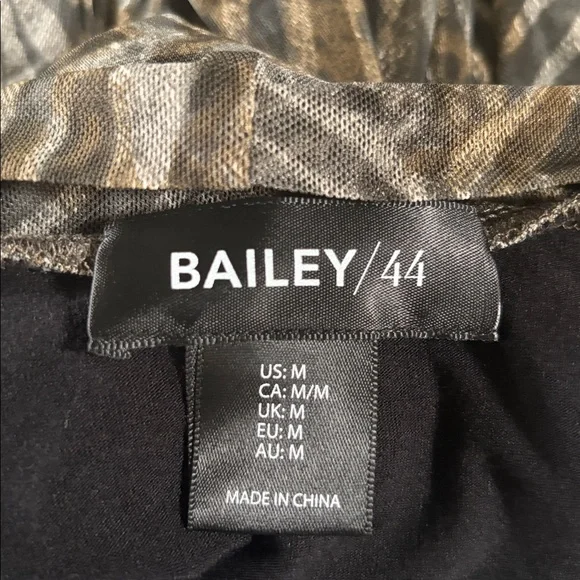 BAILEY/44
US: M
CA: M/M
UK: M
EU: M
AU: M
MADE IN CHINA